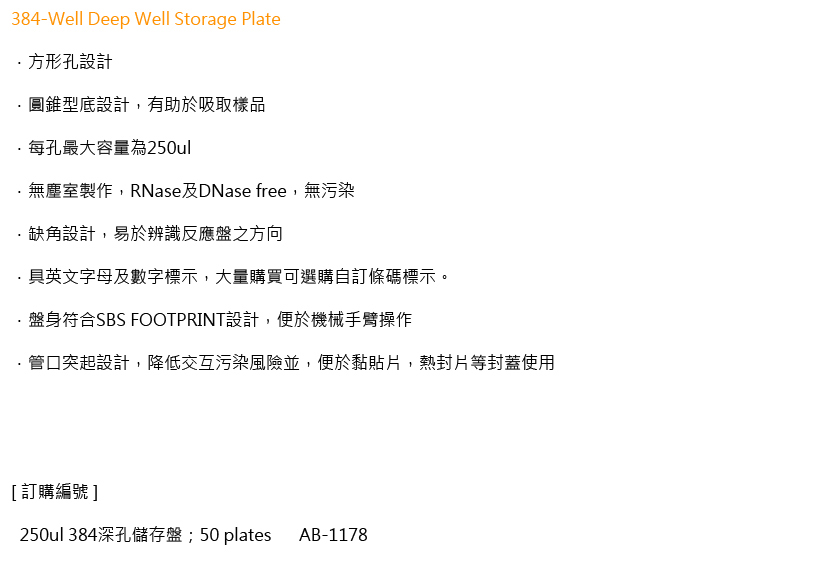 384-Well Deep Well Storage Plate
．方形孔設計
．圓錐型底設計，有助於吸取樣品
．每孔最大容量為250ul
．無塵室製作，RNase及DNase free，無污染
．缺角設計，易於辨識反應盤之方向
．具英文字母及數字標示，大量購買可選購自訂條碼標示。
．盤身符合SBS FOOTPRINT設計，便於機械手臂操作
．管口突起設計，降低交互污染風險並，便於黏貼片，熱封片等封蓋使用
[ 訂購編號 ]
250ul 384深孔儲存盤；50 plates AB-1178